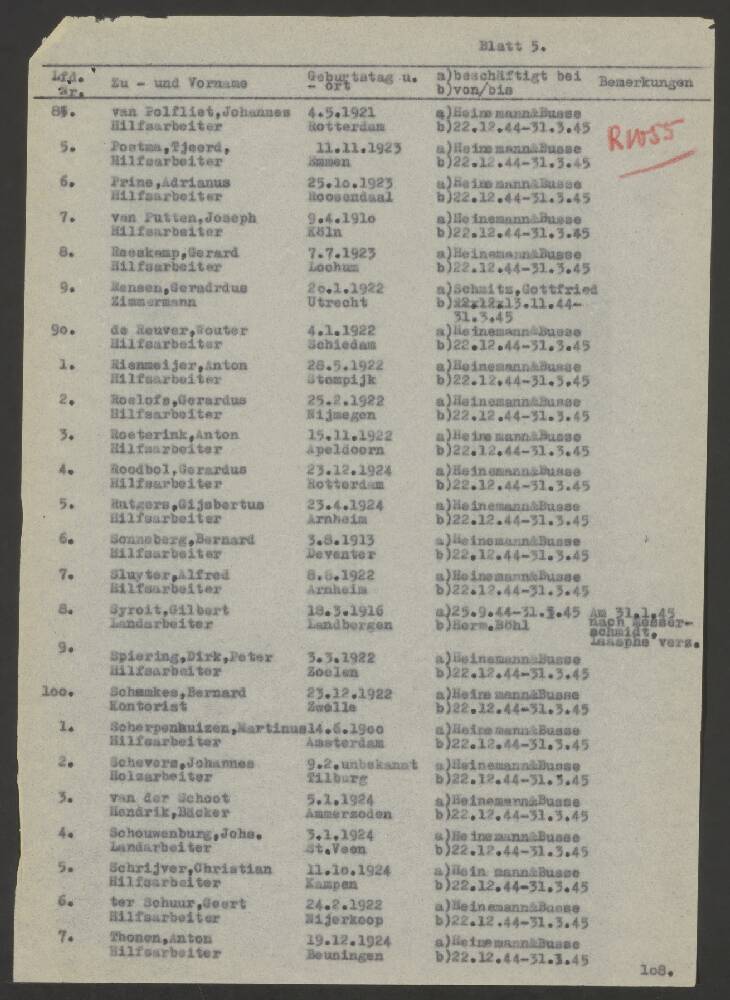 Blatt 5.
Lfd. Nr. Zu - und Vorname Geburtstag u. - ort a)beschäftigt bei b)von/bis Bemerkungen
R1055
84. van Polfliet,Johannes 4.5.1921 a)Heinemann&Busse
Hilfsarbeiter Rotterdam b)22.12.44-31.3.45
5. Postma,Tjeerd, 11.11.1923 a)Heinemann&Busse
Hilfsarbeiter Emmen b)22.12.44-31.3.45
6. Prins,Adrianus 25.1o.1923 a)Heinemann&Busse
Hilfsarbeiter Roosendaal b)22.12.44-31.3.45
7. van Putten,Joseph 9.4.191o a)Heinemann&Busse
Hilfsarbeiter Köln b)22.12.44-31.3.45
8. Reeskamp,Gerard 7.7.1923 a)Heinemann&Busse
Hilfsarbeiter Lochum b)22.12.44-31.3.45
9. Rensen,Geradrdus 2o.1.1922 a)Schmitz,Gottfried
Zimmermann Utrecht b)13.11.44-
31.3.45
9o. de Reuver,Wouter 4.1.1922 a)Heinemann&Busse
Hilfsarbeiter Schiedam b)22.12.44-31.3.45
1. Rienmeijer,Anton 28.5.1922 a)Heinemann&Busse
Hilfsarbeiter Stompijk b)22.12.44-31.3.45
2. Roelofs,Gerardus 25.2.1922 a)Heinemann&Busse
Hilfsarbeiter Nijmegen b)22.12.44-31.3.45
3. Roeterink,Anton 15.11.1922 a)Heinemann&Busse
Hilfsarbeiter Apeldoorn b)22.12.44-31.3.45
4. Roodbol,Gerardus 23.12.1924 a)Heinemann&Busse
Hilfsarbeiter Rotterdam b)22.12.44-31.3.45
5. Rutgers,Gijsbertus 23.4.1924 a)Heinemann&Busse
Hilfsarbeiter Arnheim b)22.12.44-31.3.45
6. Sonneberg,Bernard 3.8.1913 a)Heinemann&Busse
Hilfsarbeiter Deventer b)22.12.44-31.3.45
7. Sluyter,Alfred 8.8.1922 a)Heinemann&Busse
Hilfsarbeiter Arnheim b)22.12.44-31.3.45
8. Syroit,Gilbert 18.3.1916 a)25.9.44-31.3.45 Am 31.1.45
Landarbeiter Landbergen b)Herm.Böhl nach Messer-
schmidt,
Laasphe vers.
9.
Spiering,Dirk,Peter 3.3.1922 a)Heinemann&Busse
Hilfsarbeiter Zoelen b)22.12.44-31.3.45
1oo. Schamkes,Bernard 23.12.1922 a)Heinemann&Busse
Kontorist Zwolle b)22.12.44-31.3.45
1. Scherpenhuizen,Martinus14.6.19oo a)Heinemann&Busse
Hilfsarbeiter Amsterdam b)22.12.44-31.3.45
2. Schevers,Johannes 9.2.unbekannt a)Heinemann&Busse
Holzarbeiter Tilburg b)22.12.44-31.3.45
3. van der Schoot 5.1.1924 a)Heinemann&Busse
Hendrik,Bäcker Ammerzoden b)22.12.44-31.3.45
4. Schouwenburg,Johs. 3.1.1924 a)Heinemann&Busse
Landarbeiter St.Veen b)22.12.44-31.3.45
5. Schrijver,Christian 11.1o.1924 a)Hein mann&Busse
Hilfsarbeiter Kampen b)22.12.44-31.3.45
6. ter Schuur,Geert 24.2.1922 a)Heinemann&Busse
Hilfsarbeiter Nijerkoop b)22.12.44-31.3.45
7. Thonen,Anton 19.12.1924 a)Heinemann&Busse
Hilfsarbeiter Beuningen b)22.12.44-31.3.45
1o8.